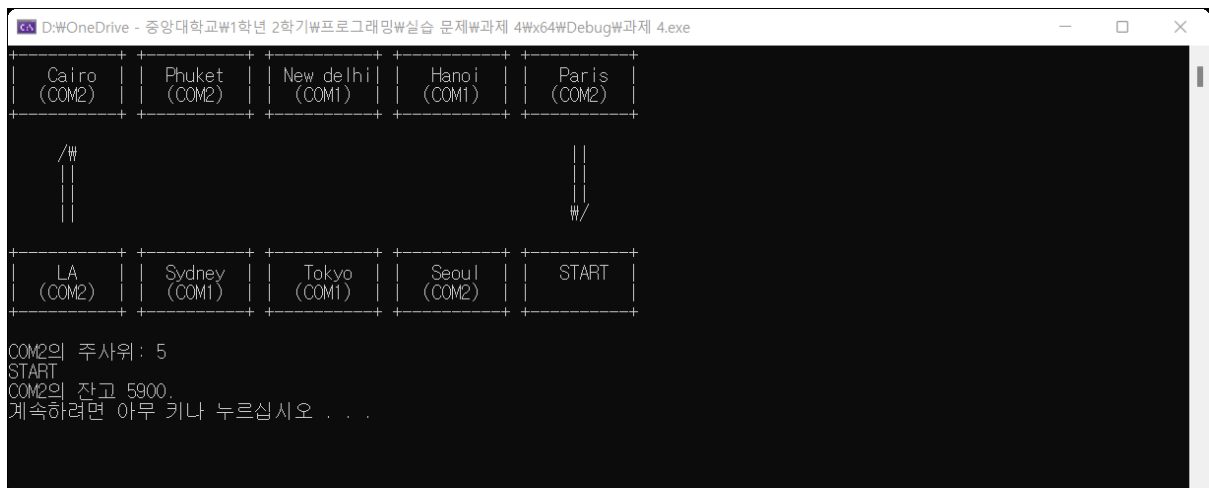 D:₩OneDrive - 중앙대학교₩1학년 2학기₩프로그래밍₩실습 문제₩과제 4₩x64₩Debug₩과제 4.exe
+----------+ +----------+ +----------+ +----------+ +----------+
|   Cairo  | |  Phuket  | | New delhi| |   Hanoi  | |   Paris  |
|  (COM2)  | |  (COM2)  | |  (COM1)  | |  (COM1)  | |  (COM2)  |
+----------+ +----------+ +----------+ +----------+ +----------+
/₩ ||
|| ||
|| ||
|| ₩/
+----------+ +----------+ +----------+ +----------+ +----------+
|    LA    | |  Sydney  | |   Tokyo  | |   Seoul  | |   START  |
|  (COM2)  | |  (COM1)  | |  (COM1)  | |  (COM2)  | |          |
+----------+ +----------+ +----------+ +----------+ +----------+
COM2의 주사위: 5
START
COM2의 잔고 5900.
계속하려면 아무 키나 누르십시오 . . .